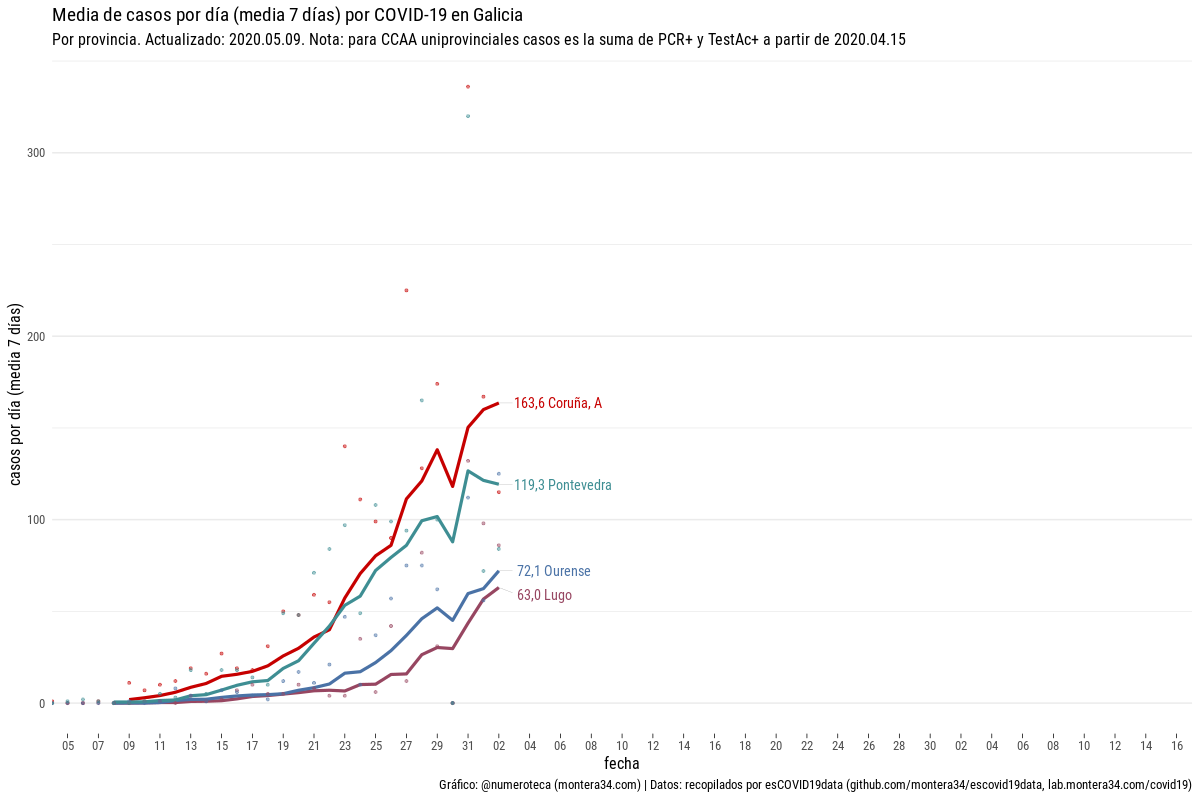 Media de casos por día (media 7 días) por COVID-19 en Galicia
Por provincia. Actualizado: 2020.05.09. Nota: para CCAA uniprovinciales casos es la suma de PCR+ y TestAc+ a partir de 2020.04.15
casos por día (media 7 días)
300
200
100
0
163,6 Coruña, A
119,3 Pontevedra
72,1 Ourense
63,0 Lugo
05 07 09 11 13 15 17 19 21 23 25 27 29 31 02 04 06 08 10 12 14 16 18 20 22 24 26 28 30 02 04 06 08 10 12 14 16
fecha
Gráfico: @numeroteca (montera34.com) | Datos: recopilados por esCOVID19data (github.com/montera34/escovid19data, lab.montera34.com/covid19)